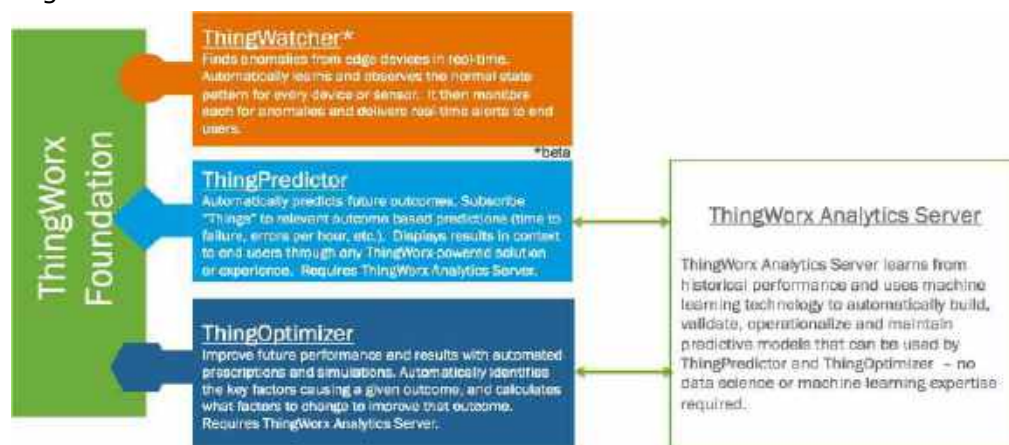 ThingWorx
Foundation
ThingWatcher*
Finds anomalies from edge devices in real-time.
Automatically learns and observes the normal state
pattern for every device or sensor. It then monitors
each for anomalies and delivers real-time alerts to end
users.
*beta
ThingPredictor
Automatically predicts future outcomes. Subscribe
"Things" to relevant outcome based predictions (time to
failure, errors per hour, etc.). Displays results in context
to end users through any ThingWorx-powered solution
or experience. Requires ThingWorx Analytics Server.
ThingOptimizer
Improve future performance and results with automated
prescriptions and simulations. Automatically identifies
the key factors causing a given outcome, and calculates
what factors to change to improve that outcome.
Requires ThingWorx Analytics Server.
ThingWorx Analytics Server
ThingWorx Analytics Server learns from
historical performance and uses machine
learning technology to automatically build,
validate, operationalize and maintain
predictive models that can be used by
ThingPredictor and ThingOptimizer – no
data science or machine learning expertise
required.